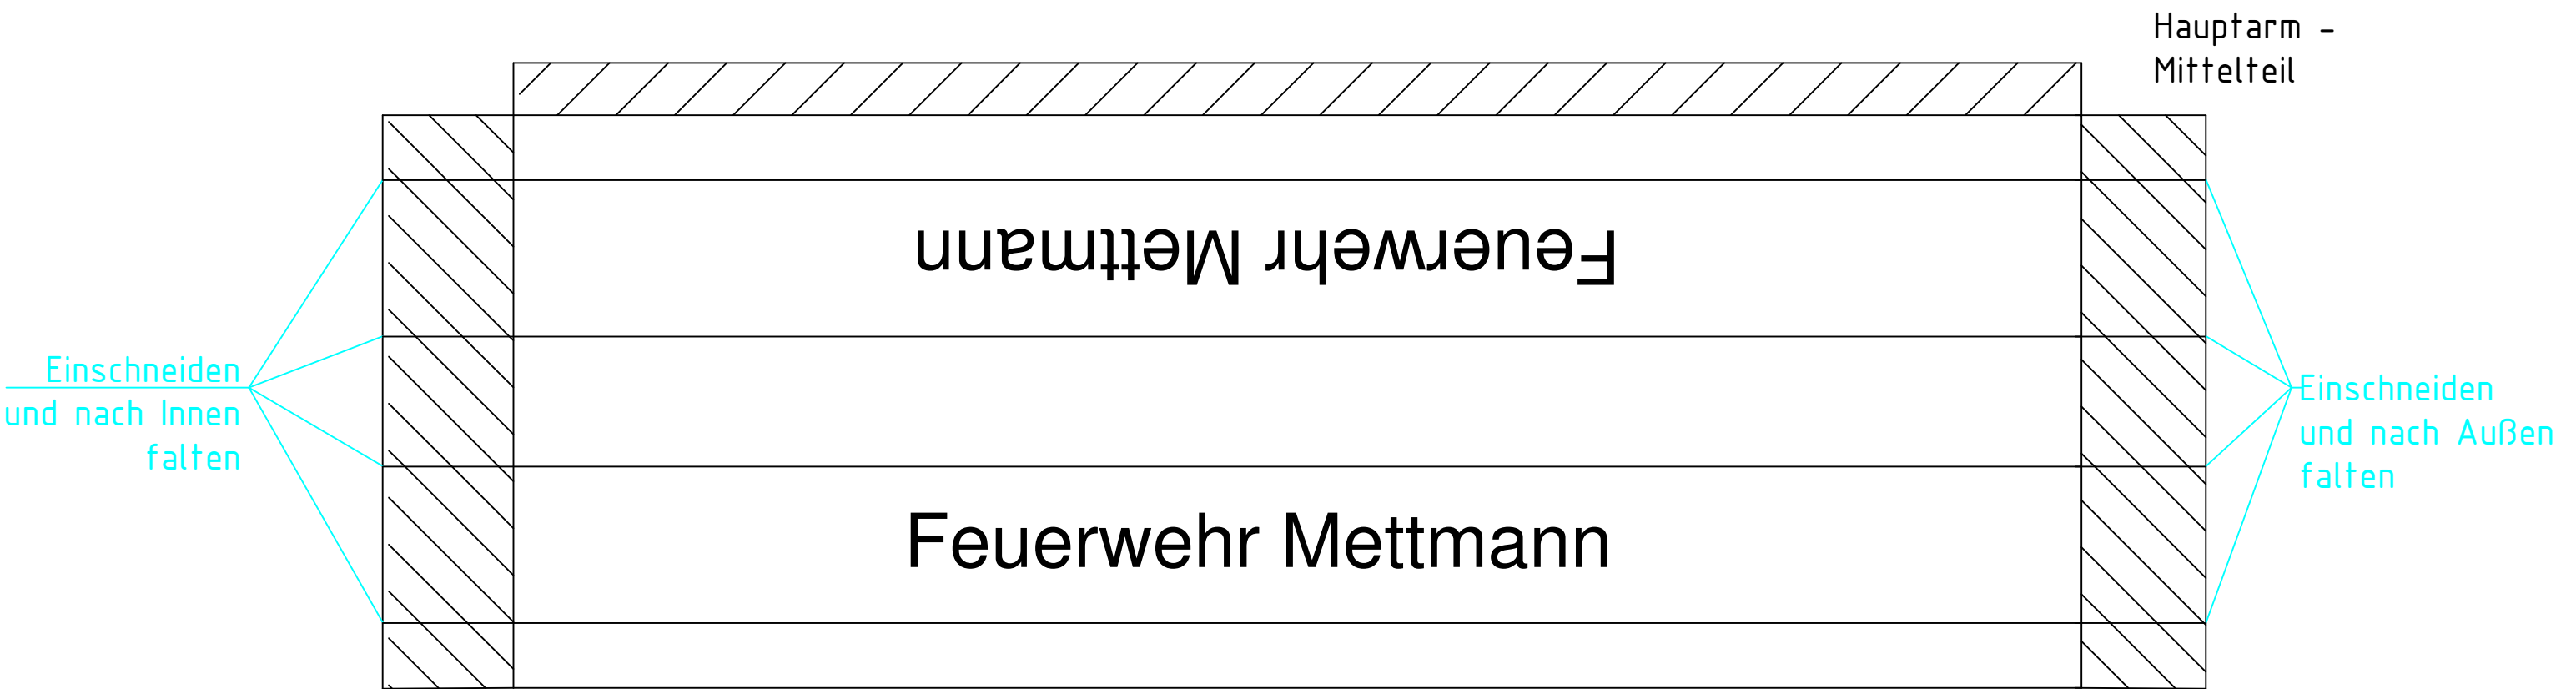 Hauptarm -
Mittelteil
Feuerwehr Mettmann
Einschneiden
und nach Innen
falten
Einschneiden
und nach Außen
falten
Feuerwehr Mettmann